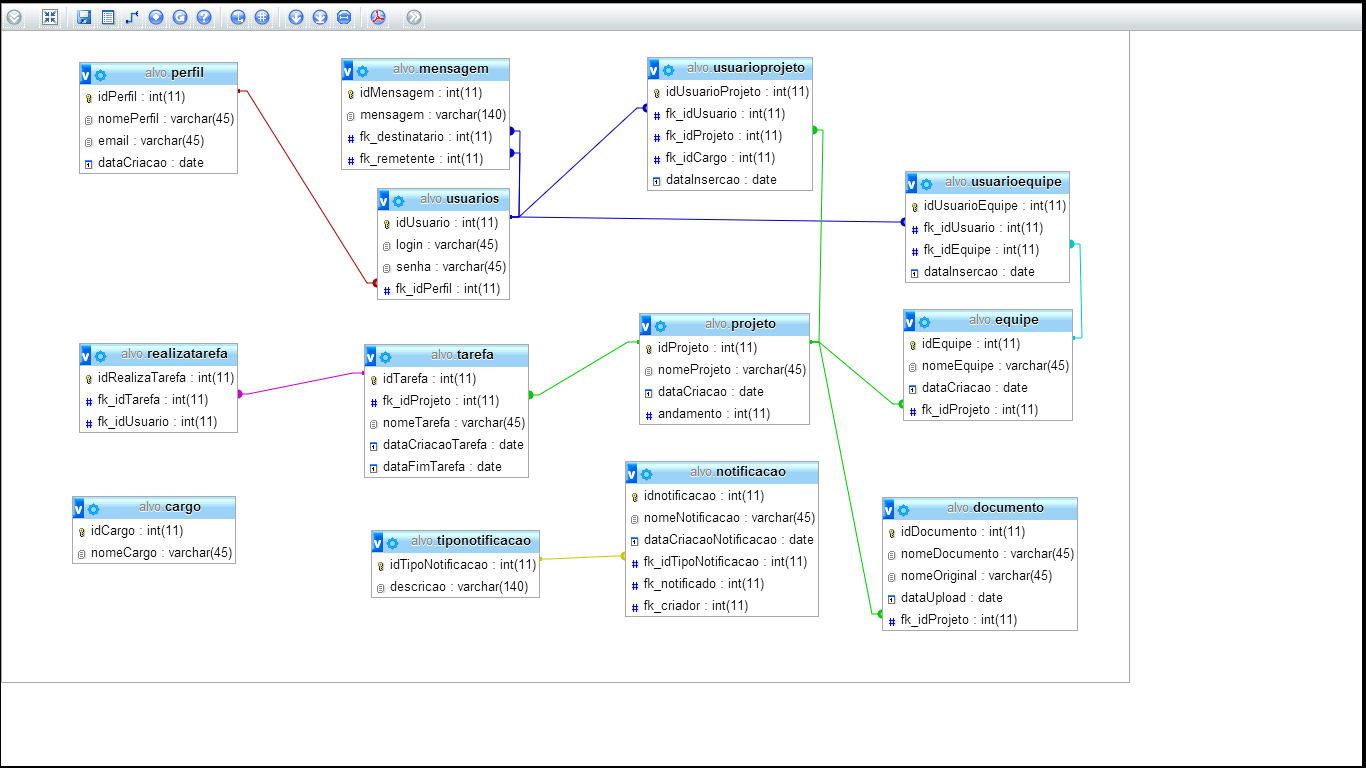 alvo.perfil
idPerfil : int(11)
nomePerfil : varchar(45)
email : varchar(45)
dataCriacao : date
alvo.mensagem
idMensagem : int(11)
mensagem : varchar(140)
fk_destinatario : int(11)
fk_remetente : int(11)
alvo.usuarioprojeto
idUsuarioProjeto : int(11)
fk_idUsuario : int(11)
fk_idProjeto : int(11)
fk_idCargo : int(11)
dataInsercao : date
alvo.usuarios
idUsuario : int(11)
login : varchar(45)
senha : varchar(45)
fk_idPerfil : int(11)
alvo.usuarioequipe
idUsuarioEquipe : int(11)
fk_idUsuario : int(11)
fk_idEquipe : int(11)
dataInsercao : date
alvo.realizatarefa
idRealizaTarefa : int(11)
fk_idTarefa : int(11)
fk_idUsuario : int(11)
alvo.tarefa
idTarefa : int(11)
fk_idProjeto : int(11)
nomeTarefa : varchar(45)
dataCriacaoTarefa : date
dataFimTarefa : date
alvo.projeto
idProjeto : int(11)
nomeProjeto : varchar(45)
dataCriacao : date
andamento : int(11)
alvo.equipe
idEquipe : int(11)
nomeEquipe : varchar(45)
dataCriacao : date
fk_idProjeto : int(11)
alvo.cargo
idCargo : int(11)
nomeCargo : varchar(45)
alvo.tiponotificacao
idTipoNotificacao : int(11)
descricao : varchar(140)
alvo.notificacao
idnotificacao : int(11)
nomeNotificacao : varchar(45)
dataCriacaoNotificacao : date
fk_idTipoNotificacao : int(11)
fk_notificado : int(11)
fk_criador : int(11)
alvo.documento
idDocumento : int(11)
nomeDocumento : varchar(45)
nomeOriginal : varchar(45)
dataUpload : date
fk_idProjeto : int(11)